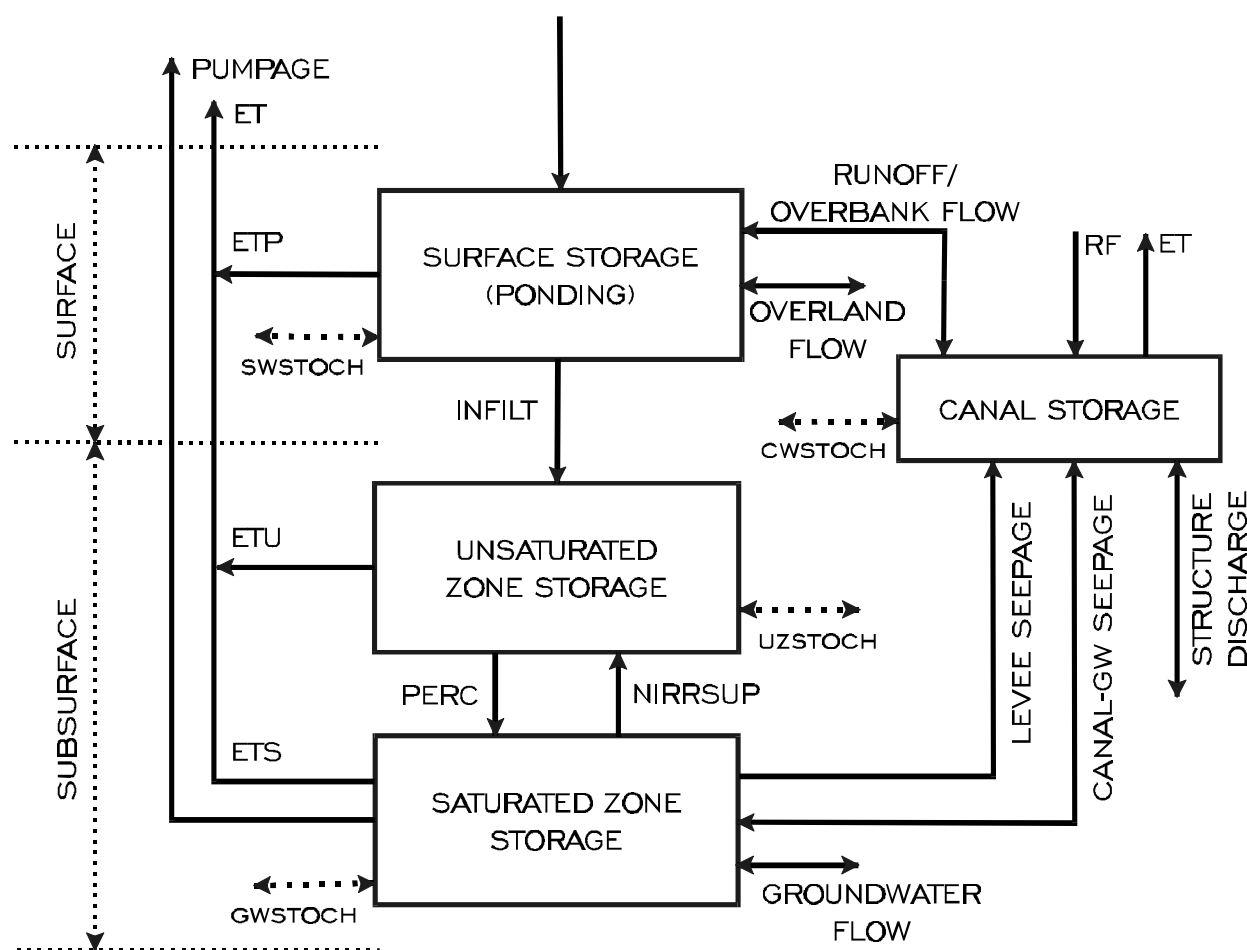 PUMPAGE
ET
SURFACE
ETP
SURFACE STORAGE
(PONDING)
SWSTOCH
RUNOFF/
OVERBANK FLOW
OVERLAND
FLOW
RF
ET
INFILT
CANAL STORAGE
CWSTOCH
SUBSURFACE
ETU
UNSATURATED
ZONE STORAGE
UZSTOCH
PERC
NIRRSUP
LEVEE SEEPAGE
CANAL-GW SEEPAGE
STRUCTURE
DISCHARGE
ETS
SATURATED ZONE
STORAGE
GWSTOCH
GROUNDWATER
FLOW